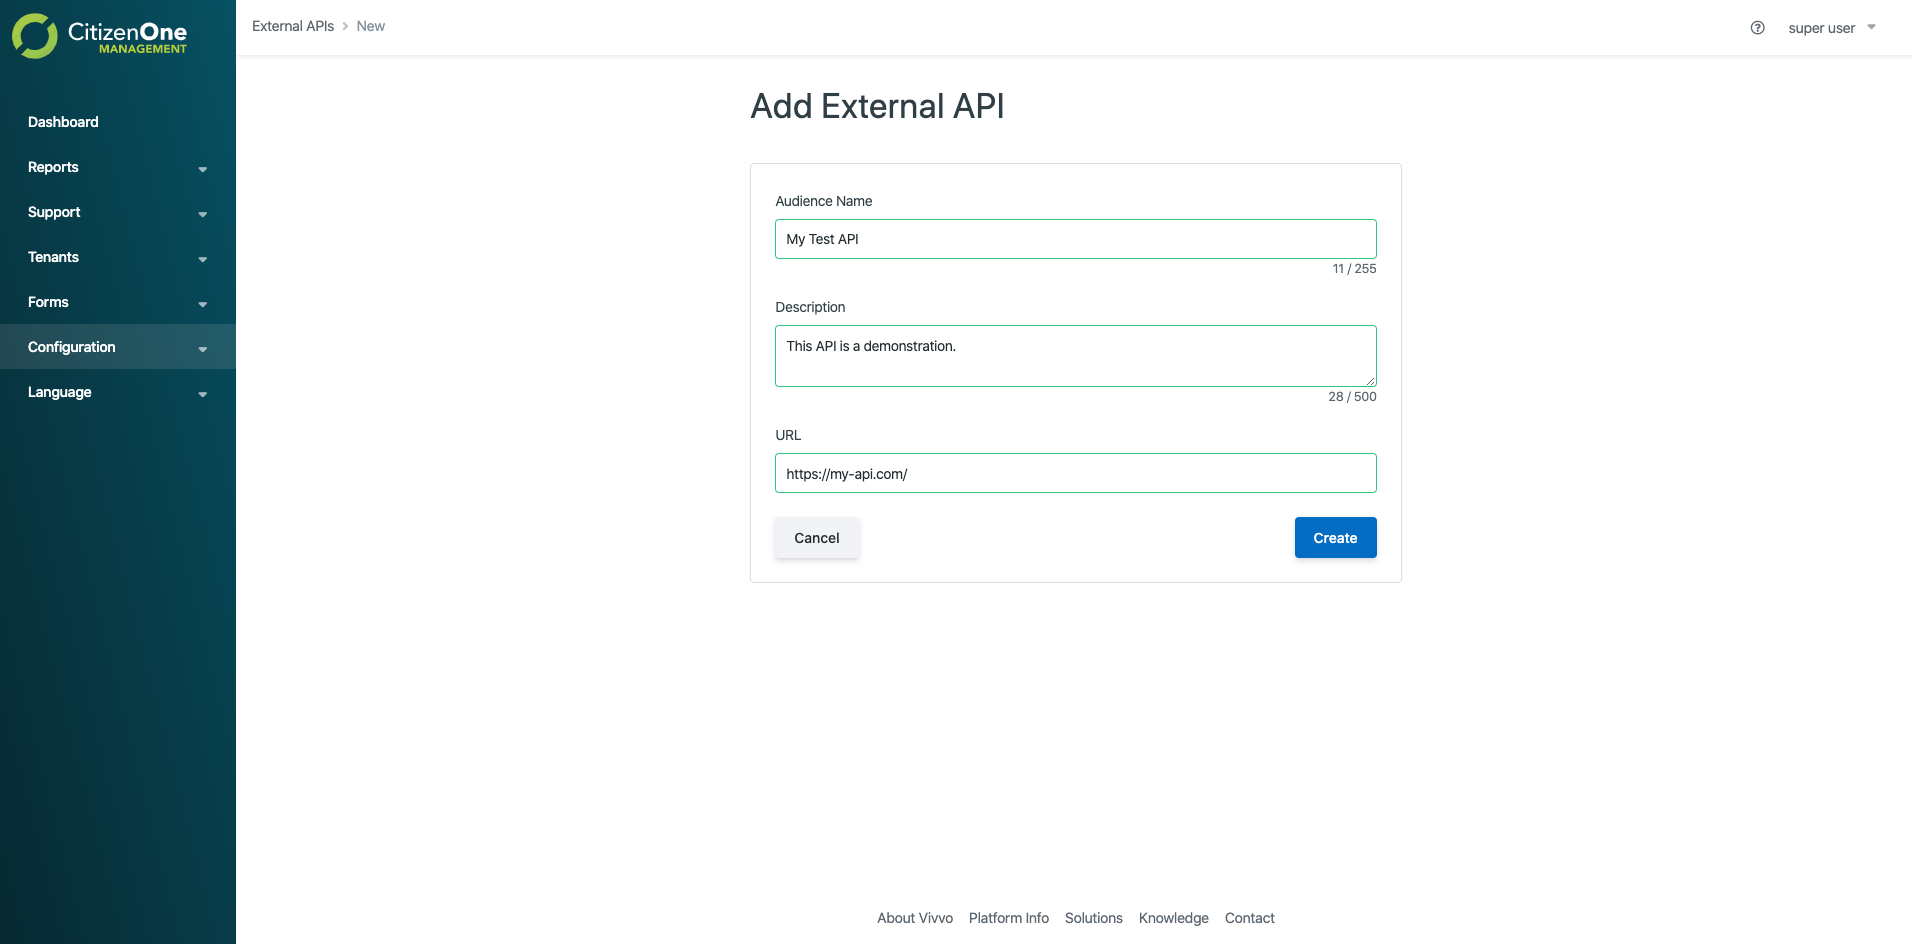 CitizenOne
MANAGEMENT
External APIs > New
super user
Dashboard
Reports
Support
Tenants
Forms
Configuration
Language
Add External API
Audience Name
My Test API
11 / 255
Description
This API is a demonstration.
28 / 500
URL
https://my-api.com/
Cancel
Create
About Vivvo Platform Info Solutions Knowledge Contact